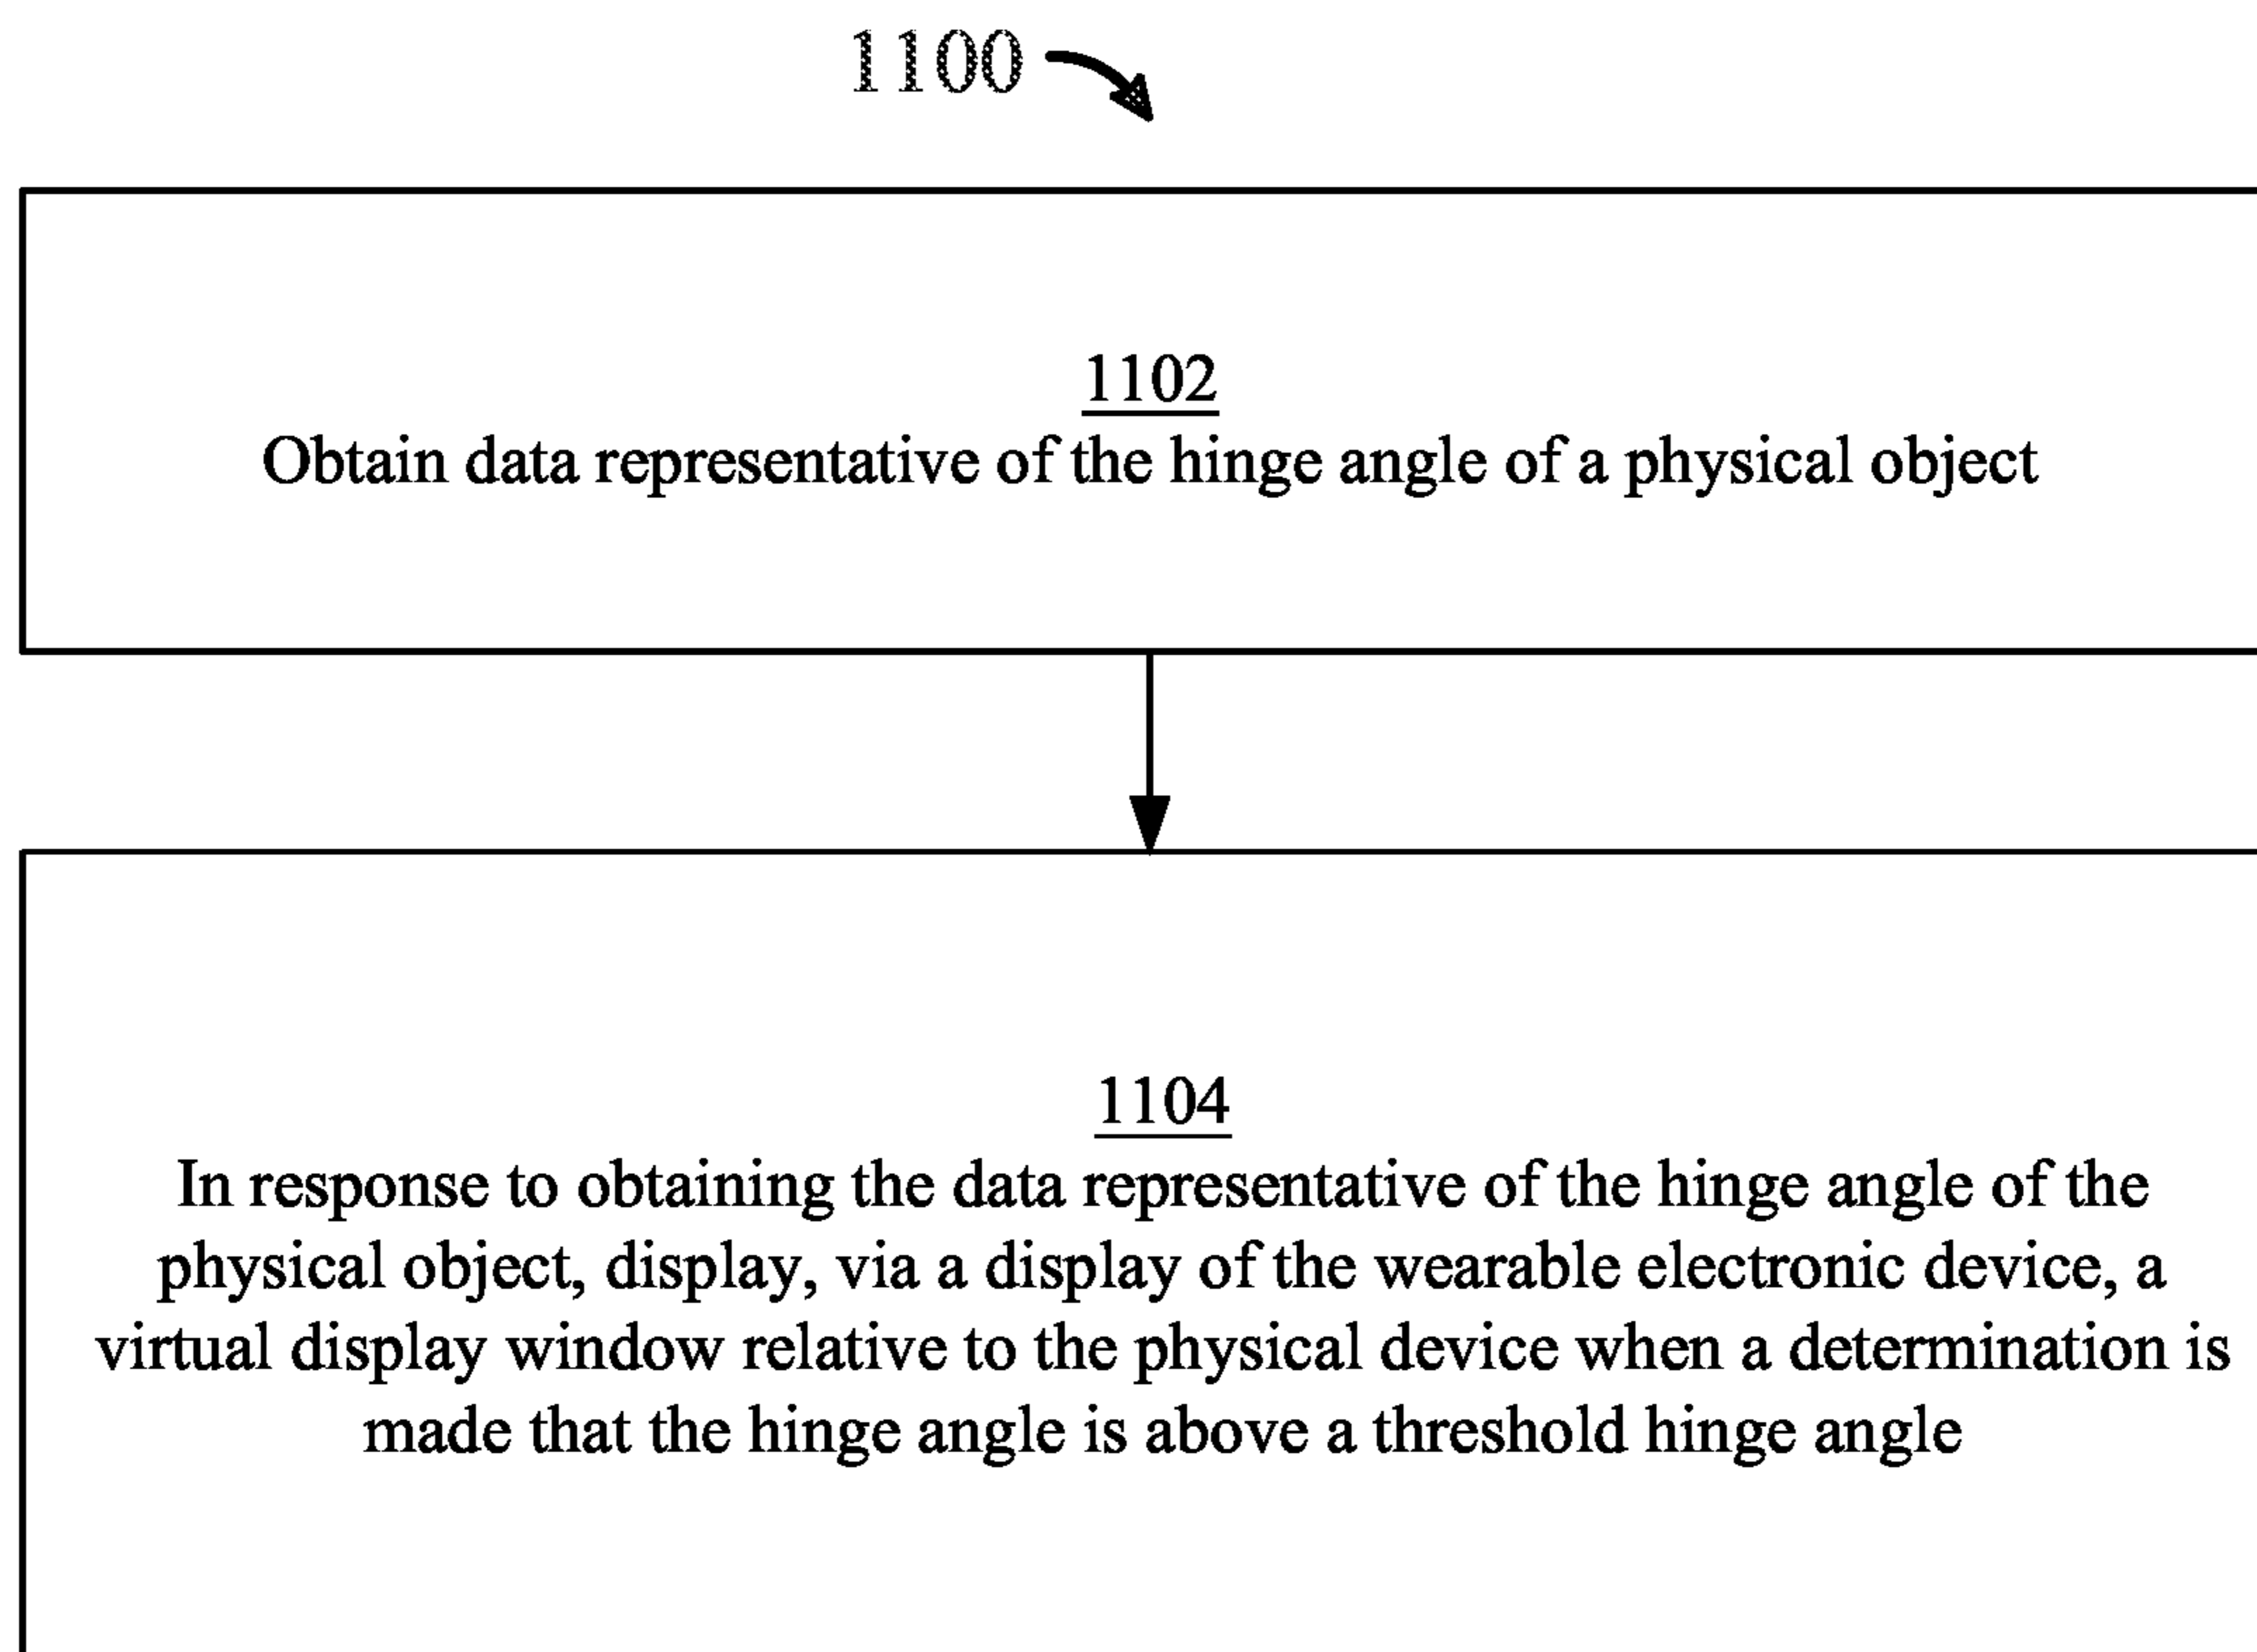 1100
1102
Obtain data representative of the hinge angle of a physical object
1104
In response to obtaining the data representative of the hinge angle of the
physical object, display, via a display of the wearable electronic device, a
virtual display window relative to the physical device when a determination is
made that the hinge angle is above a threshold hinge angle